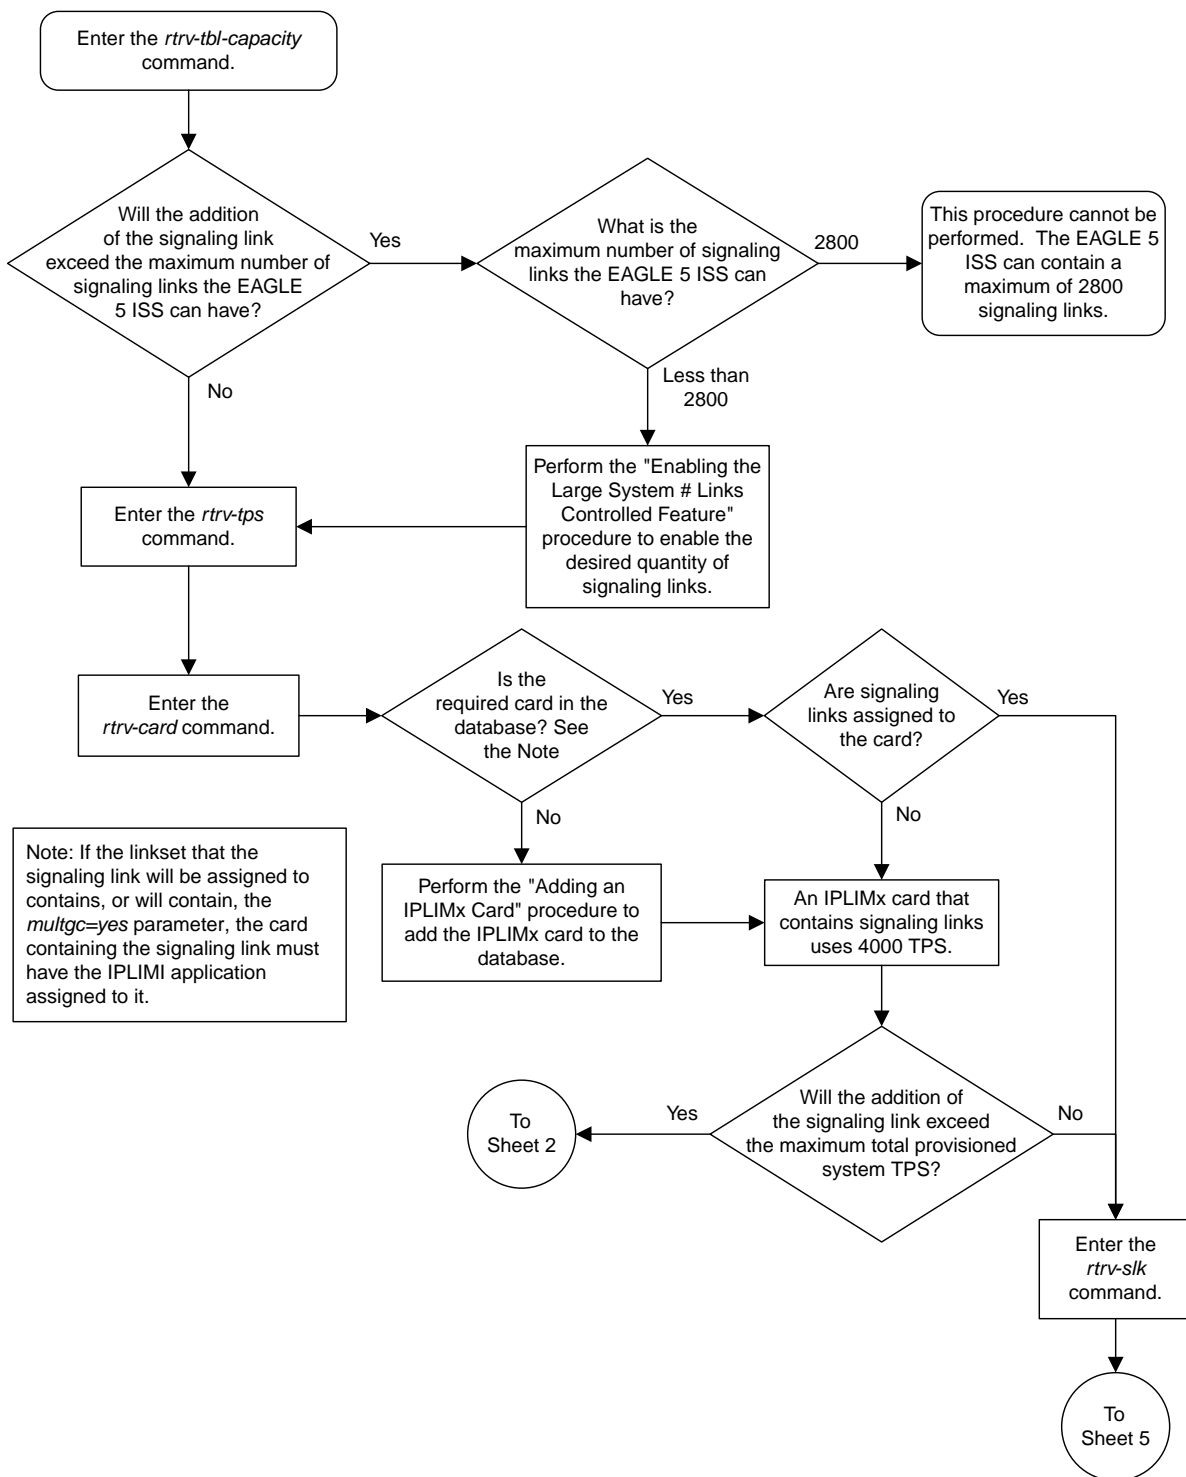 Enter the rtrv-tbl-capacity
command.
Will the addition
of the signaling link
exceed the maximum number of
signaling links the EAGLE
5 ISS can have?
Yes
What is the
maximum number of signaling
links the EAGLE 5 ISS can
have?
2800
This procedure cannot be
performed. The EAGLE 5
ISS can contain a
maximum of 2800
signaling links.
No
Less than
2800
Enter the rtrv-tps
command.
Perform the "Enabling the
Large System # Links
Controlled Feature"
procedure to enable the
desired quantity of
signaling links.
Enter the
rtrv-card command.
Is the
required card in the
database? See
the Note
Yes
Are signaling
links assigned to
the card?
Yes
No
No
Note: If the linkset that the
signaling link will be assigned to
contains, or will contain, the
multgc=yes parameter, the card
containing the signaling link must
have the IPLIMI application
assigned to it.
Perform the "Adding an
IPLIMx Card" procedure to
add the IPLIMx card to the
database.
An IPLIMx card that
contains signaling links
uses 4000 TPS.
Will the addition of
the signaling link exceed
the maximum total provisioned
system TPS?
Yes
No
To
Sheet 2
Enter the
rtrv-slk
command.
To
Sheet 5